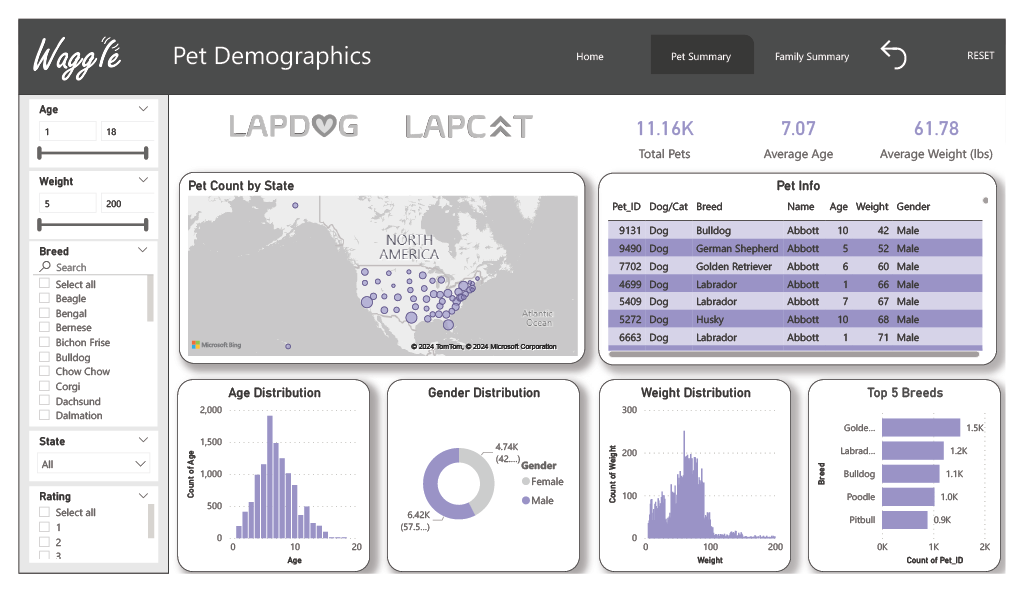 Waggle
Pet Demographics
Home
Pet Summary
Family Summary
RESET
Age
1
18
Weight
5
200
Breed
Search
Select all
Beagle
Bengal
Bernese
Bichon Frise
Bulldog
Chow Chow
Corgi
Dachsund
Dalmation
State
All
Rating
Select all
1
2
3
LAPDOG
LAPCAT
11.16K
Total Pets
7.07
Average Age
61.78
Average Weight (lbs)
Pet Count by State
NORTH
AMERICA
Atlantic
Ocean
Microsoft Bing
© 2024 TomTom, © 2024 Microsoft Corporation
Pet Info
Pet_ID Dog/Cat Breed Name Age Weight Gender
9131 Dog Bulldog Abbott 10 42 Male
9490 Dog German Shepherd Abbott 5 52 Male
7702 Dog Golden Retriever Abbott 6 60 Male
4699 Dog Labrador Abbott 1 66 Male
5409 Dog Labrador Abbott 7 67 Male
5272 Dog Husky Abbott 10 68 Male
6663 Dog Labrador Abbott 1 71 Male
Age Distribution
Count of Age
2,000
1,500
1,000
500
0
0 10 20
Age
Gender Distribution
4.74K
(42....)
6.42K
(57.5...)
Gender
Female
Male
Weight Distribution
Count of Weight
300
200
100
0
0 100 200
Weight
Top 5 Breeds
Breed
Golde... 1.5K
Labrad... 1.2K
Bulldog 1.1K
Poodle 1.0K
Pitbull 0.9K
0K 1K 2K
Count of Pet_ID